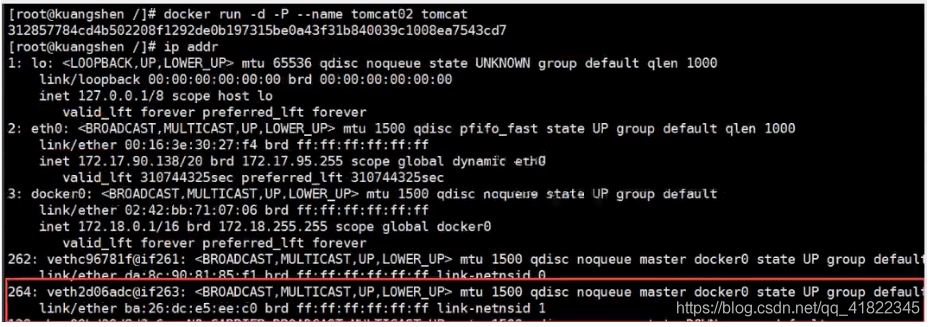 [root@kuangshen /]# docker run -d -P --name tomcat02 tomcat
312857784cd4b502208f1292de0b197315be0a43f31b840039c1008ea7543cd7
[root@kuangshen /]# ip addr
1: lo: <LOOPBACK,UP,LOWER_UP> mtu 65536 qdisc noqueue state UNKNOWN group default qlen 1000
link/loopback 00:00:00:00:00:00 brd 00:00:00:00:00:00
inet 127.0.0.1/8 scope host lo
valid_lft forever preferred_lft forever
2: eth0: <BROADCAST,MULTICAST,UP,LOWER_UP> mtu 1500 qdisc pfifo_fast state UP group default qlen 1000
link/ether 00:16:3e:30:27:f4 brd ff:ff:ff:ff:ff:ff
inet 172.17.90.138/20 brd 172.17.95.255 scope global dynamic eth0
valid_lft 310744325sec preferred_lft 310744325sec
3: docker0: <BROADCAST,MULTICAST,UP,LOWER_UP> mtu 1500 qdisc noqueue state UP group default
link/ether 02:42:bb:71:07:06 brd ff:ff:ff:ff:ff:ff
inet 172.18.0.1/16 brd 172.18.255.255 scope global docker0
valid_lft forever preferred_lft forever
262: vethc96781f@if261: <BROADCAST,MULTICAST,UP,LOWER_UP> mtu 1500 qdisc noqueue master docker0 state UP group default
link/ether da:8c:90:81:85:f1 brd ff:ff:ff:ff:ff:ff link-netnsid 0
264: veth2d06adc@if263: <BROADCAST,MULTICAST,UP,LOWER_UP> mtu 1500 qdisc noqueue master docker0 state UP group default
link/ether ba:26:dc:e5:ee:c0 brd ff:ff:ff:ff:ff:ff link-netnsid 1
https://blog.csdn.net/qq_41822345